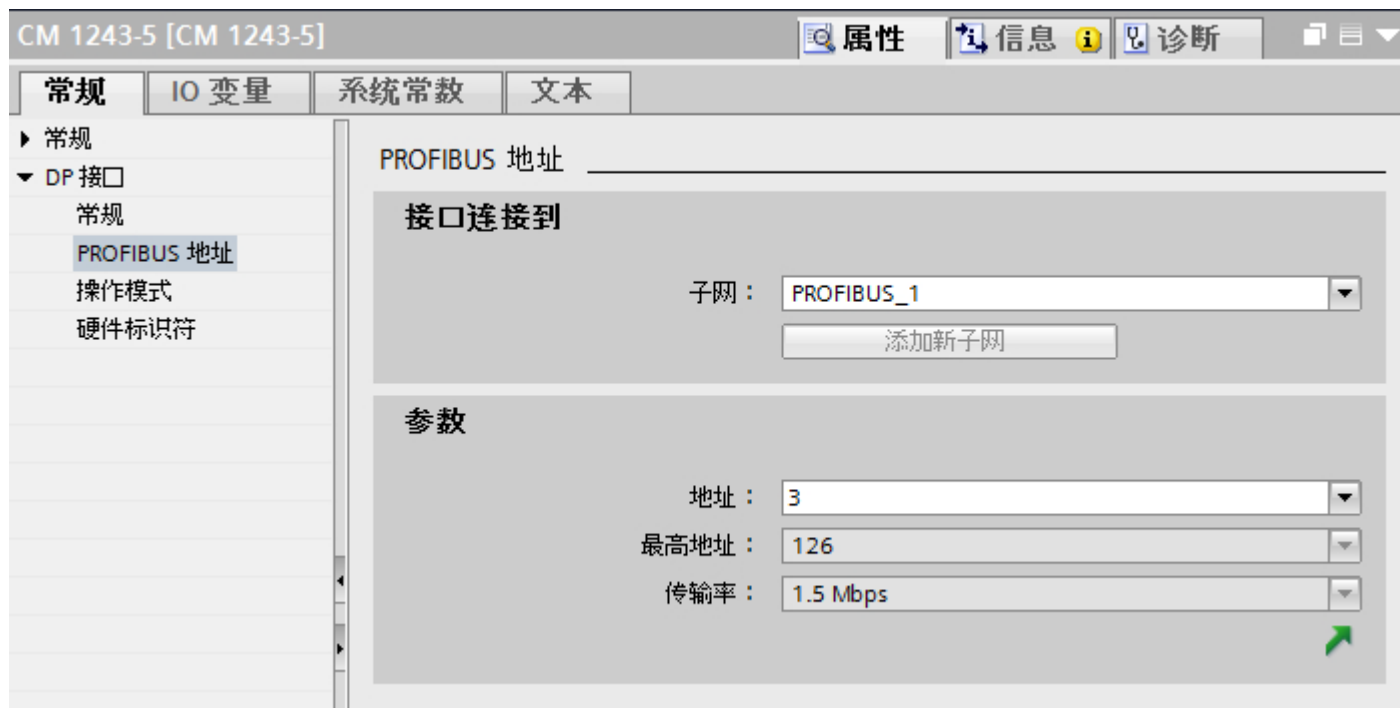 CM 1243-5 [CM 1243-5]
属性
信息
诊断
常规
IO 变量
系统常数
文本
常规
DP 接口
常规
PROFIBUS 地址
操作模式
硬件标识符
PROFIBUS 地址
接口连接到
子网：
PROFIBUS_1
添加新子网
参数
地址：
3
最高地址：
126
传输率：
1.5 Mbps